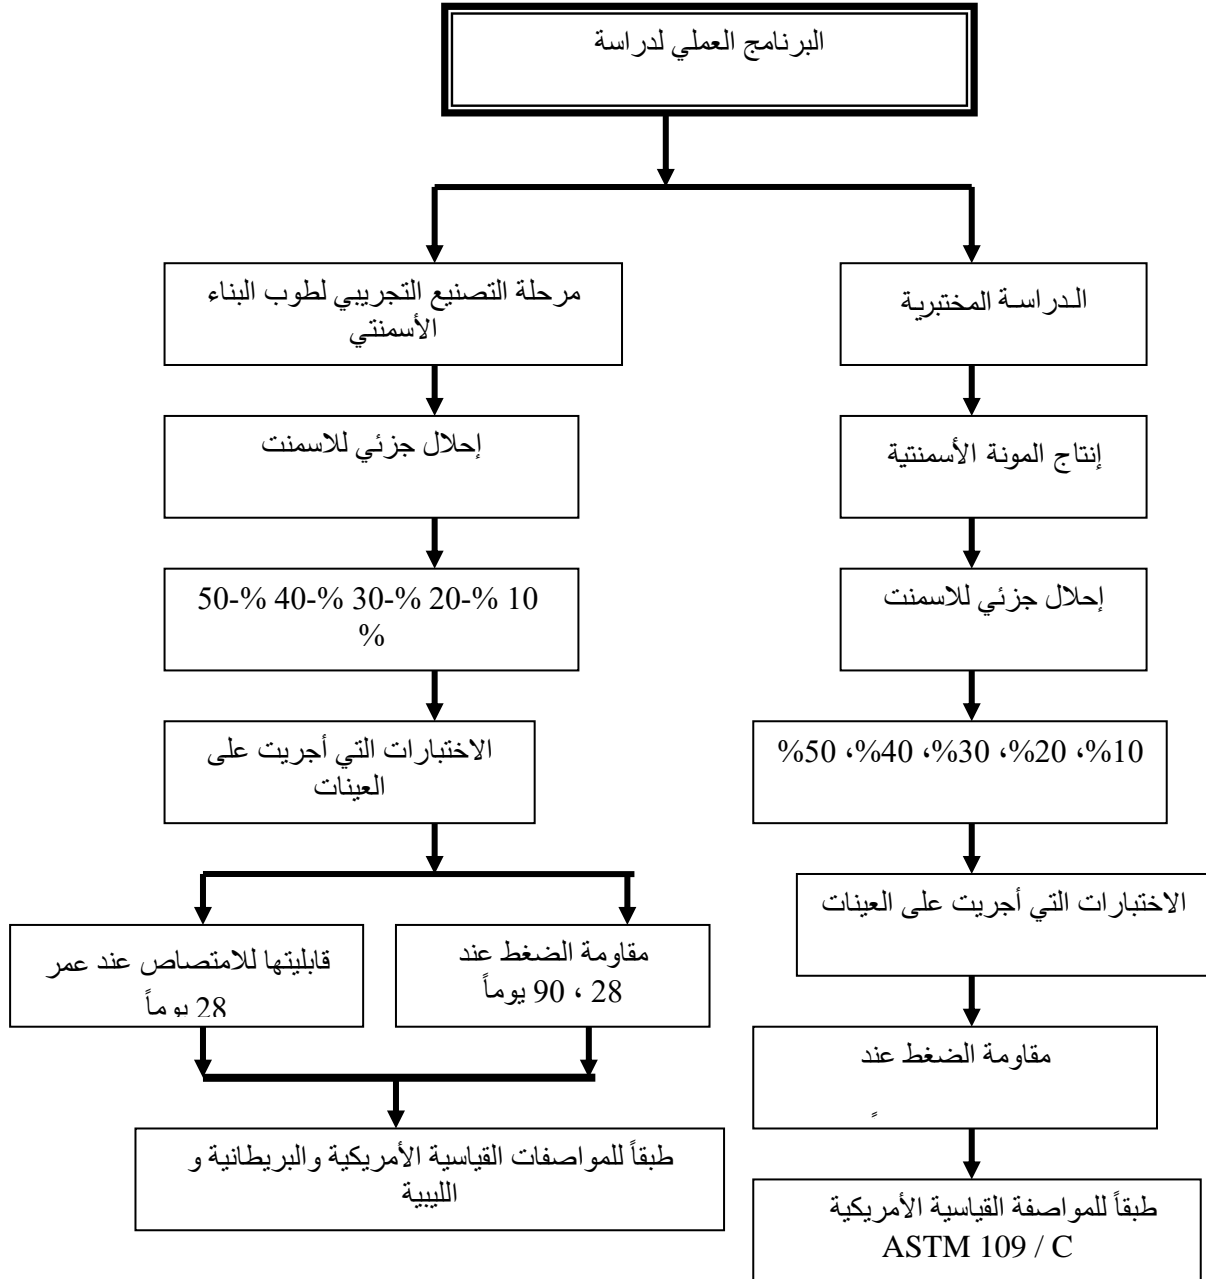 البرنامج العملي لدراسة
الدراسة المختبرية
مرحلة التصنيع التجريبي لطوب البناء
الأسمنتي
إنتاج المونة الأسمنتية
إحلال جزئي للاسمنت
إحلال جزئي للاسمنت
50-% 40-% 30-% 20-% 10
%
%50 ،%40 ،%30 ،%20 ،%10
الاختبارات التي أجريت على
العينات
الاختبارات التي أجريت على العينات
مقاومة الضغط عند
28 ، 90 يوماً
قابليتها للامتصاص عند عمر
28 يوماً
مقاومة الضغط عند
طبقاً للمواصفات القياسية الأمريكية والبريطانية و
الليبية
طبقاً للمواصفة القياسية الأمريكية
ASTM 109 / C